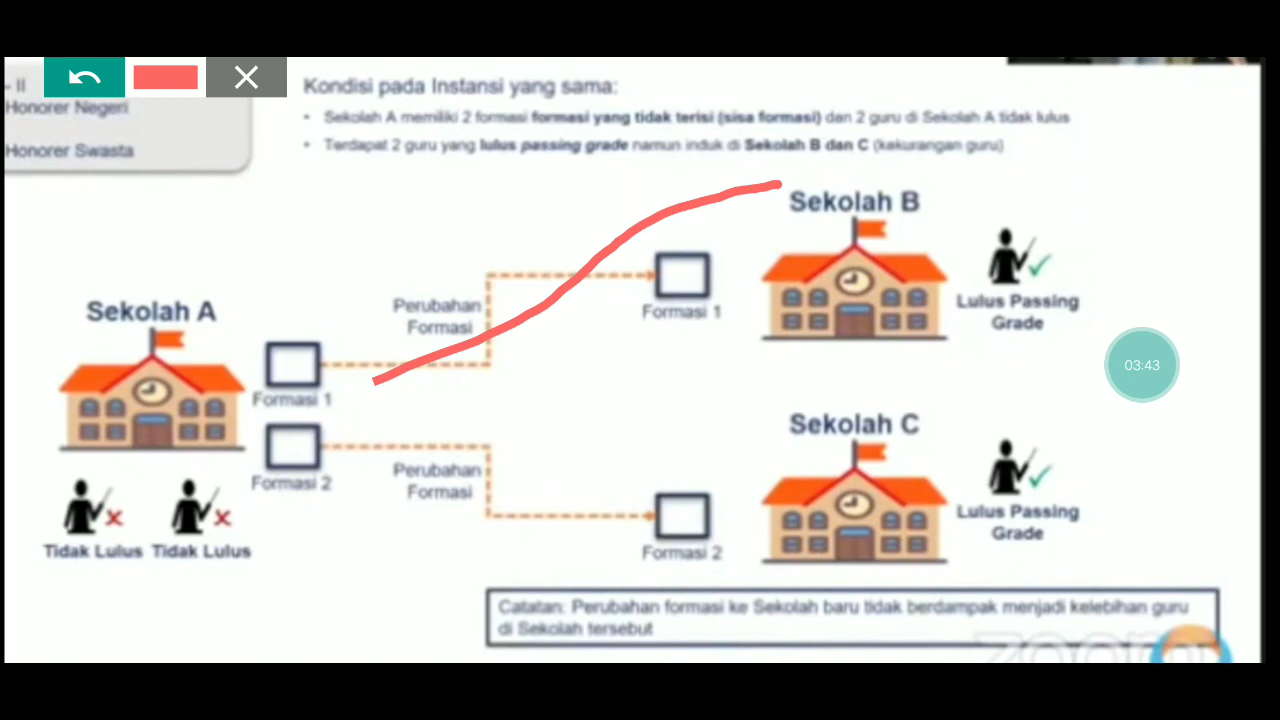 - II
Honorer Negeri
Honorer Swasta
Kondisi pada Instansi yang sama:
• Sekolah A memiliki 2 formasi formasi yang tidak terisi (sisa formasi) dan 2 guru di Sekolah A tidak lulus
• Terdapat 2 guru yang lulus passing grade namun induk di Sekolah B dan C (kekurangan guru)
Sekolah B
Lulus Passing
Grade
Formasi 1
Perubahan
Formasi
Sekolah A
Formasi 1
Formasi 2
Perubahan
Formasi
Tidak Lulus Tidak Lulus
03:43
Sekolah C
Lulus Passing
Grade
Formasi 2
Catatan: Perubahan formasi ke Sekolah baru tidak berdampak menjadi kelebihan guru
di Sekolah tersebut
zoom